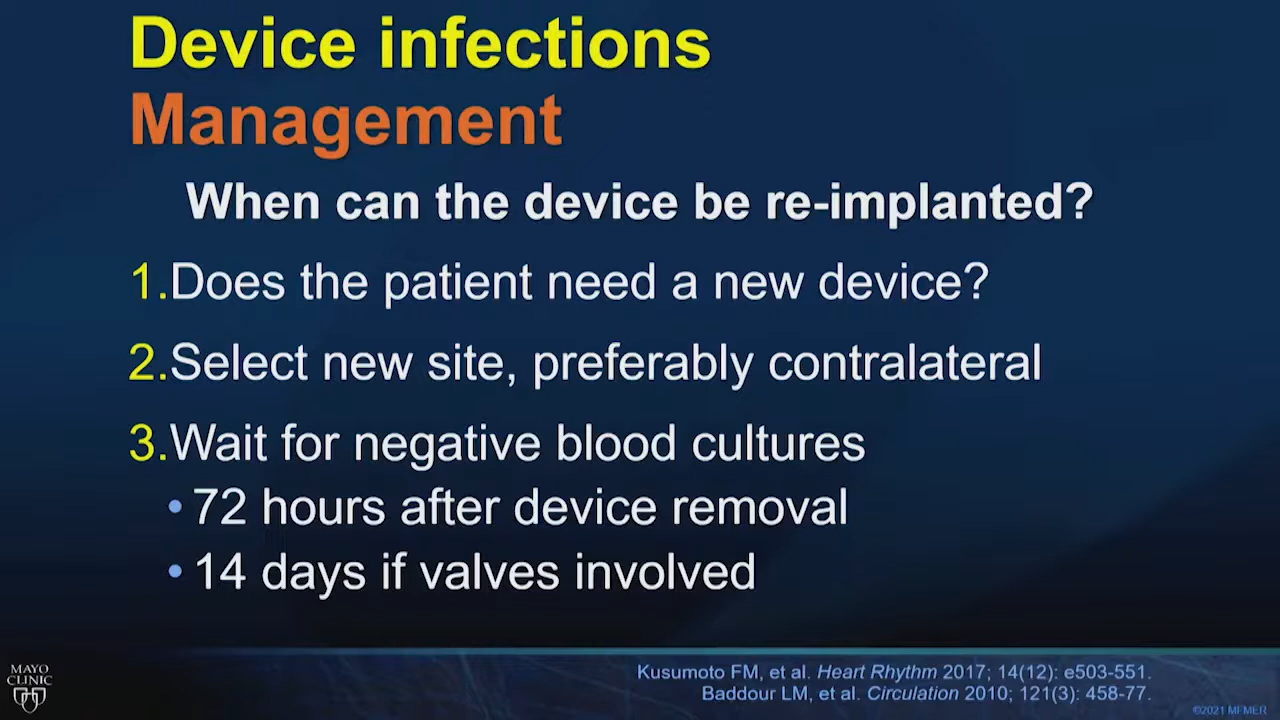 Device infections
Management
When can the device be re-implanted?
1.Does the patient need a new device?
2.Select new site, preferably contralateral
3.Wait for negative blood cultures
• 72 hours after device removal
• 14 days if valves involved
MAYO
CLINIC
Kusumoto FM, et al. Heart Rhythm 2017; 14(12): e503-551.
Baddour LM, et al. Circulation 2010; 121(3): 458-77.
©2021 MFMER